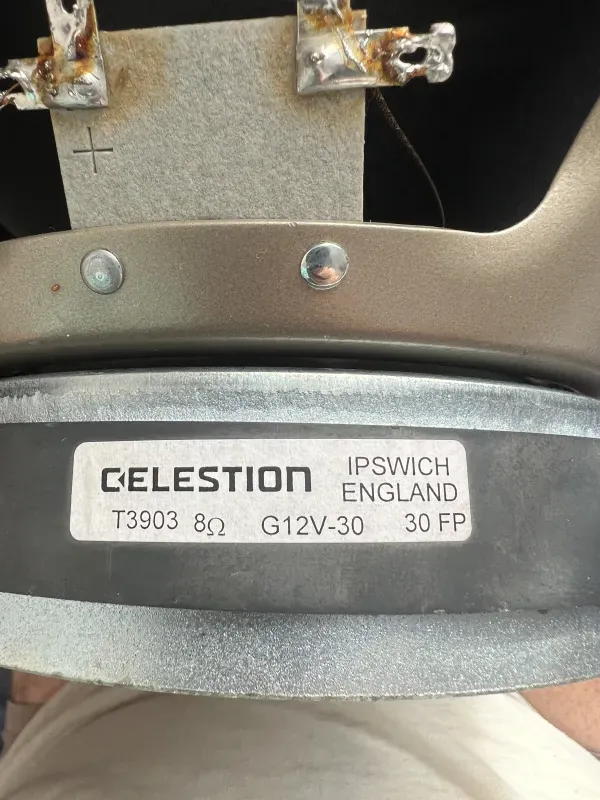 CELESTION
IPSWICH
ENGLAND
T3903 8Ω G12V-30 30 FP